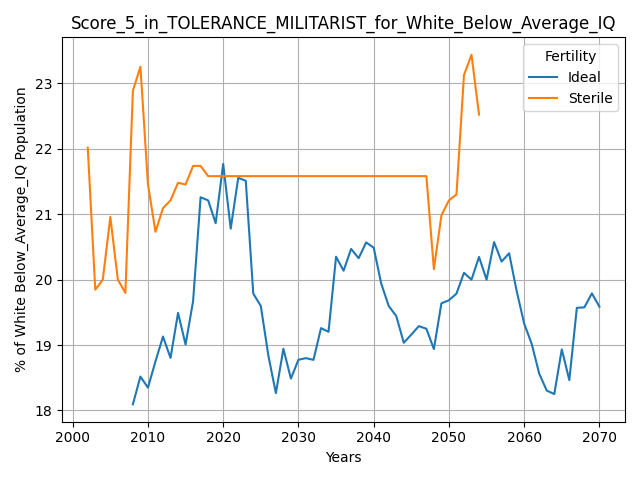 Score_5_in_TOLERANCE_MILITARIST_for_White_Below_Average_IQ
% of White Below_Average_IQ Population
23
22
21
20
19
18
Fertility
Ideal
Sterile
2000 2010 2020 2030 2040 2050 2060 2070
Years